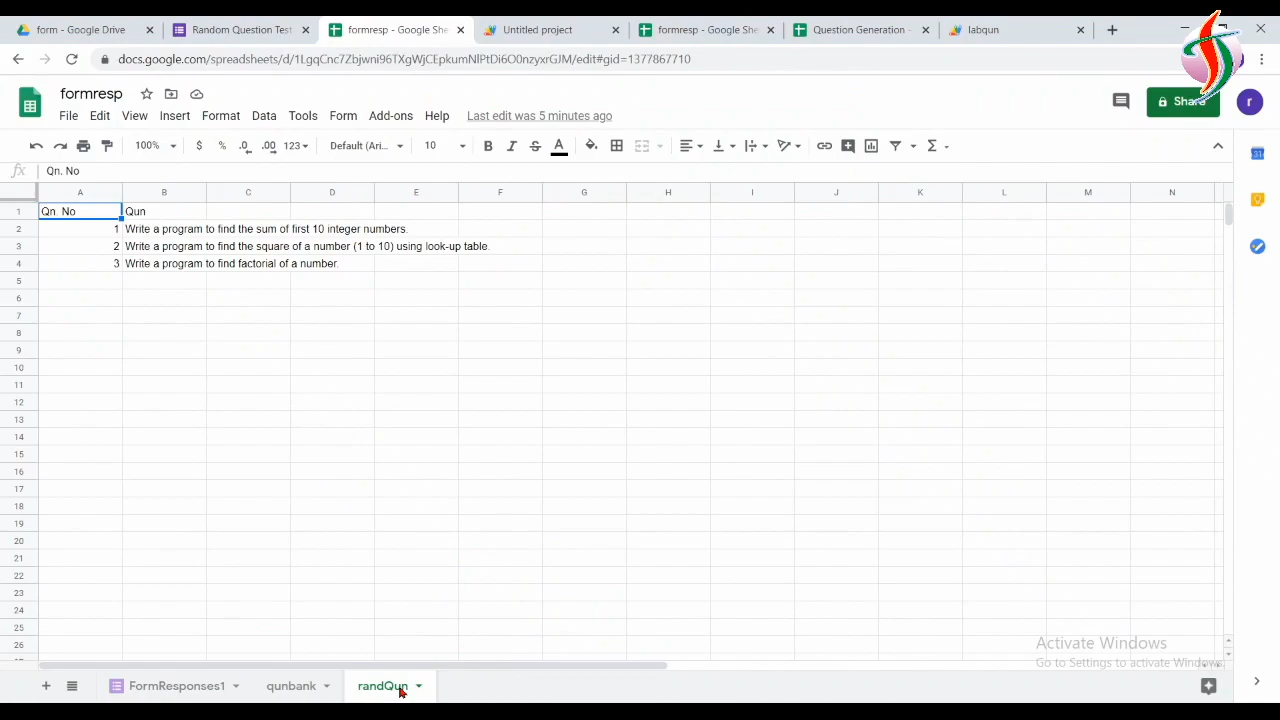 form - Google Drive
Random Question Test
formresp - Google She
Untitled project
formresp - Google She
Question Generation -
labqun
docs.google.com/spreadsheets/d/1LgqCnc7Zbjwni96TXgWjCEpkumNlPtDi6O0nzyxrGJM/edit#gid=1377867710
formresp
File Edit View Insert Format Data Tools Form Add-ons Help Last edit was 5 minutes ago
Share r
100% $ % .0 .00 123 Default (Ari... 10 B I S A Σ
31
fx Qn. No
A B C D E F G H I J K L M N
1 Qn. No Qun
2 1 Write a program to find the sum of first 10 integer numbers.
3 2 Write a program to find the square of a number (1 to 10) using look-up table.
4 3 Write a program to find factorial of a number.
5
6
7
8
9
10
11
12
13
14
15
16
17
18
19
20
21
22
23
24
25
26
Activate Windows
Go to Settings to activate Windows.
FormResponses1 qunbank randQun